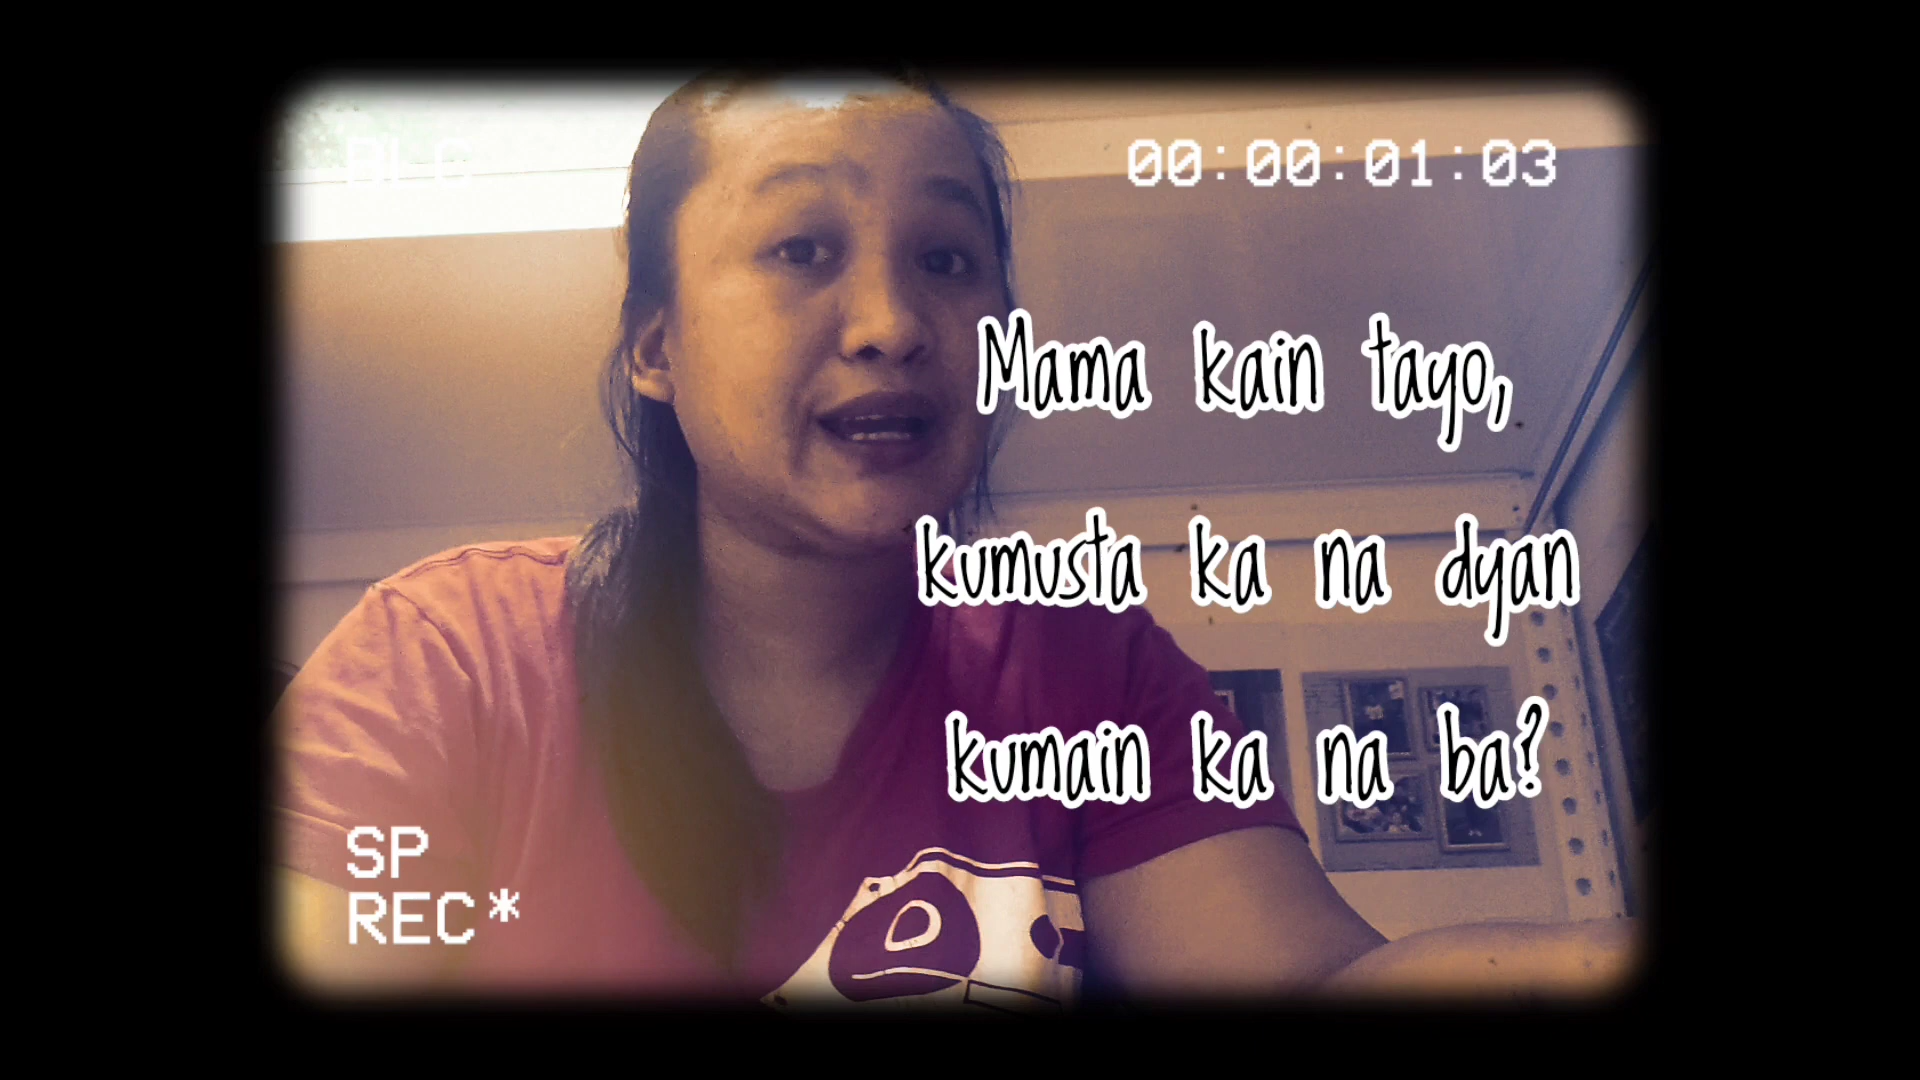 00:00:01:03
Mama kain tayo,
kumusta ka na dyan
kumain ka na ba?
SP
REC*